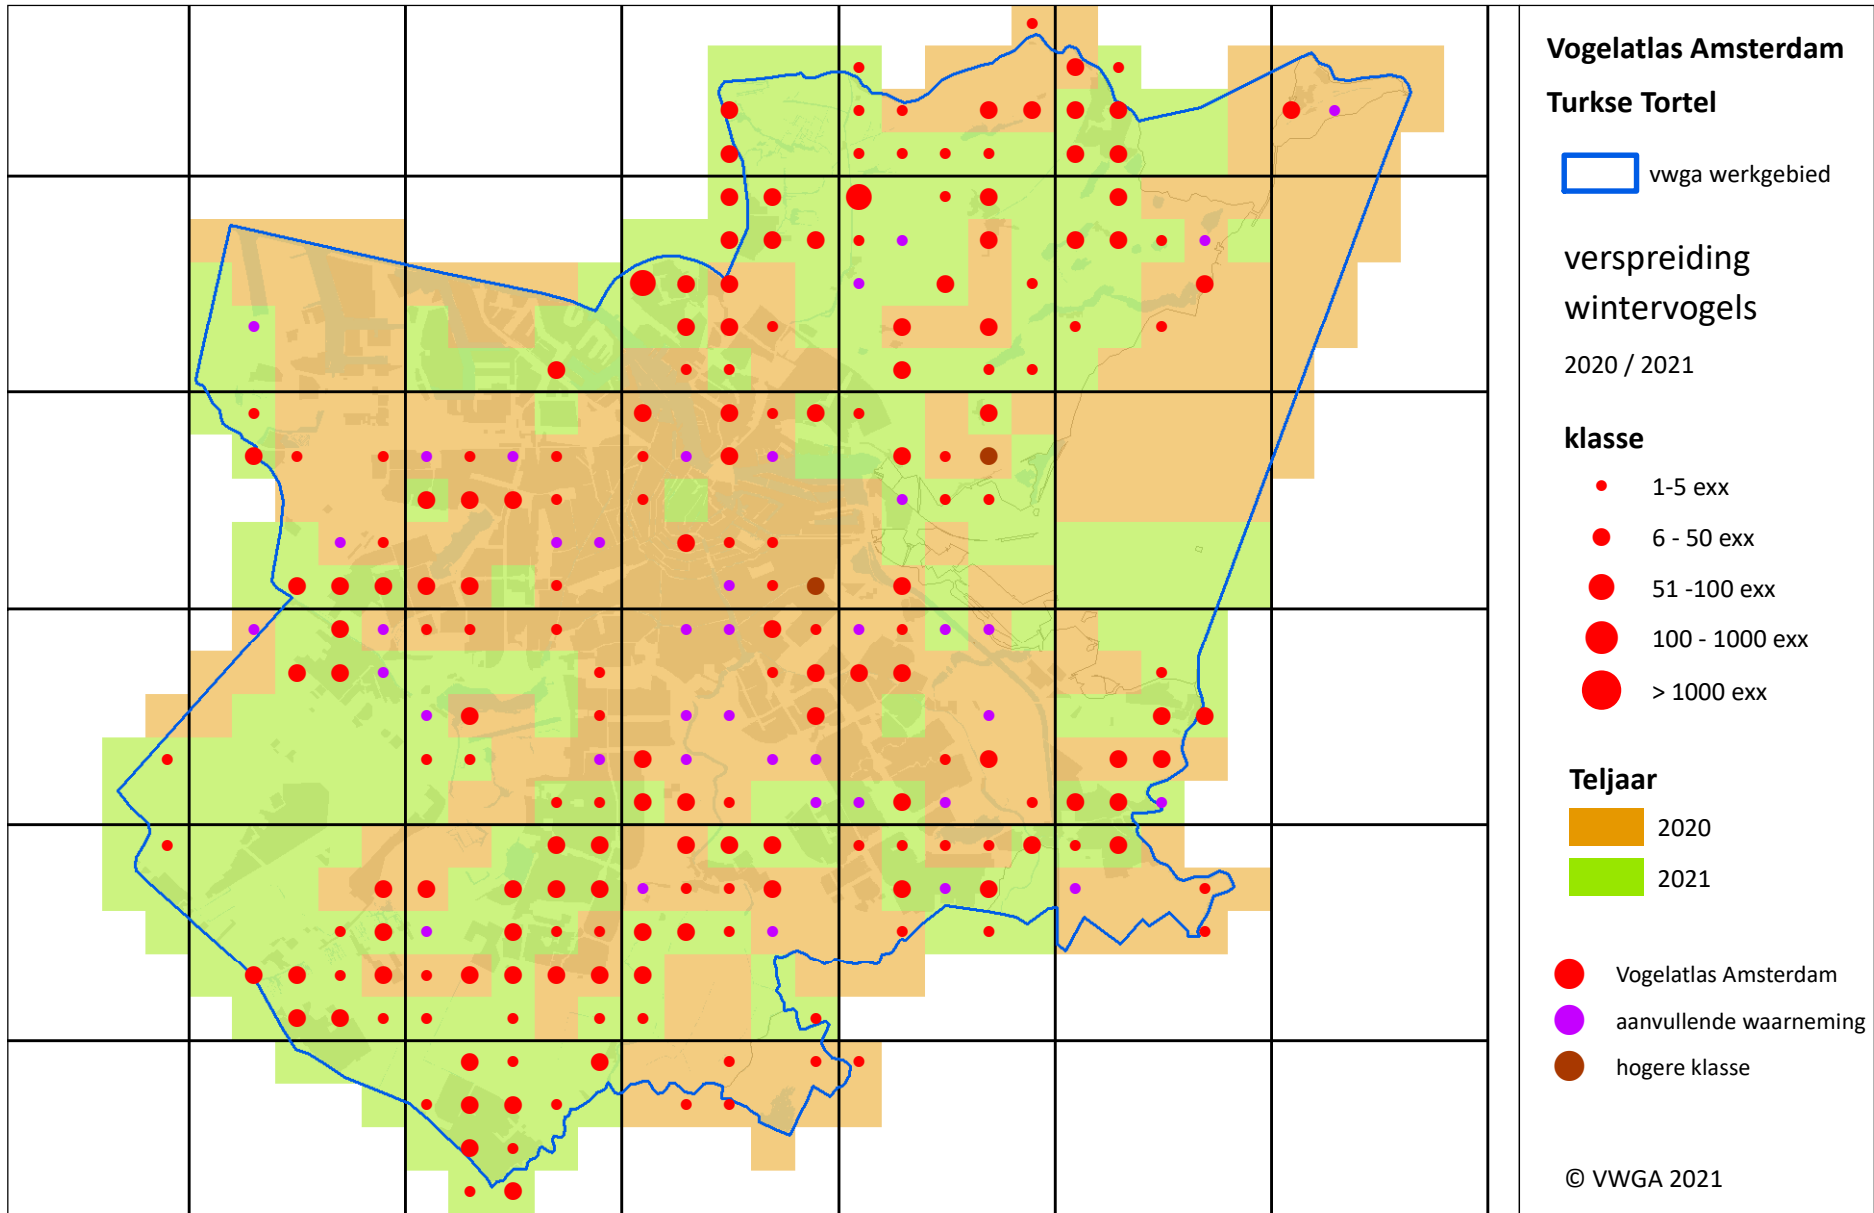 Vogelatlas Amsterdam
Turkse Tortel
vwga werkgebied
verspreiding
wintervogels
2020 / 2021
klasse
1-5 exx
6 - 50 exx
51 -100 exx
100 - 1000 exx
> 1000 exx
Teljaar
2020
2021
Vogelatlas Amsterdam
aanvullende waarneming
hogere klasse
© VWGA 2021